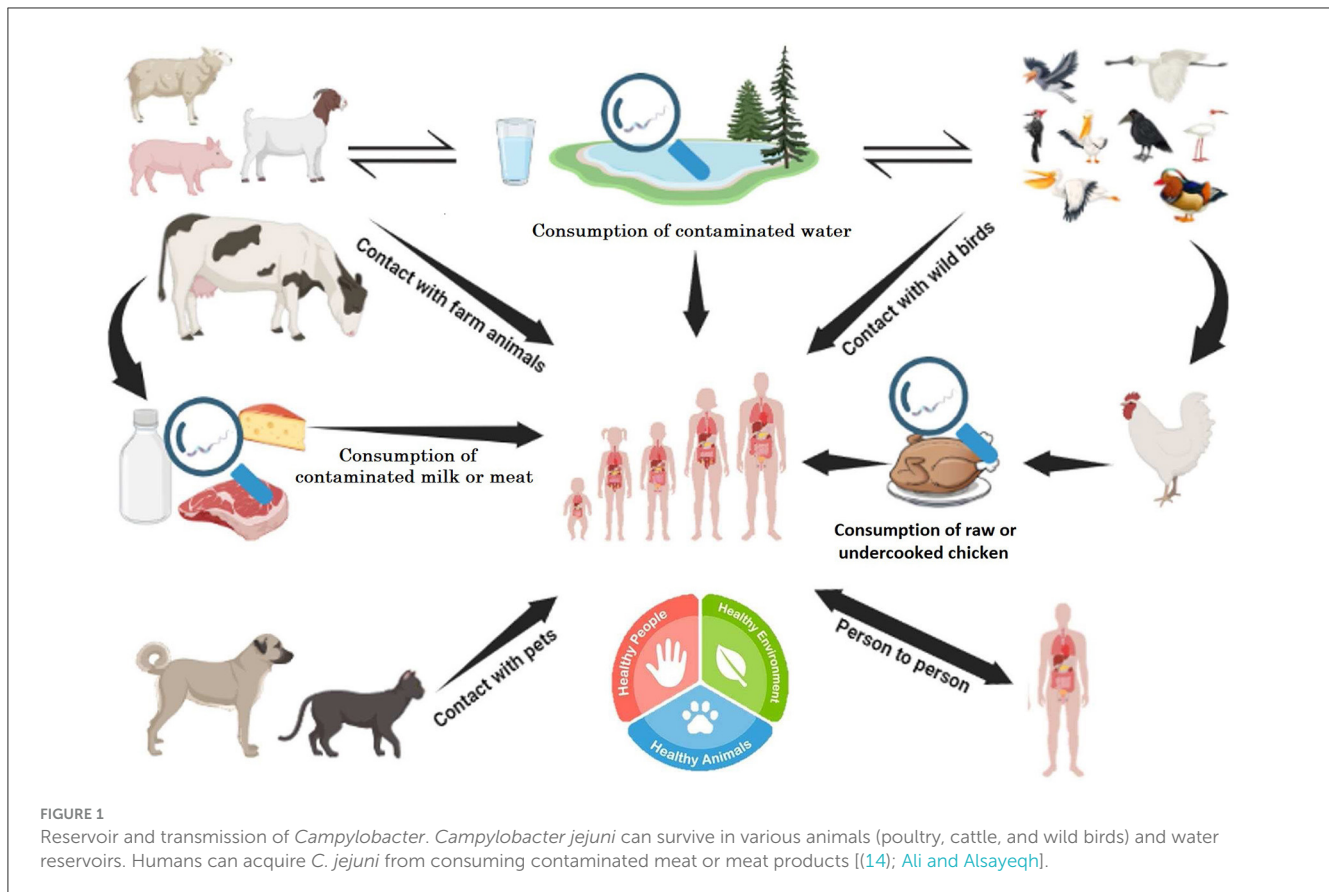 Consumption of contaminated water
Contact with farm animals
Contact with wild birds
Consumption of
contaminated milk or meat
Consumption of raw or
undercooked chicken
Contact with pets
Healthy People
Healthy Environment
Healthy Animals
Person to person
FIGURE 1
Reservoir and transmission of Campylobacter. Campylobacter jejuni can survive in various animals (poultry, cattle, and wild birds) and water
reservoirs. Humans can acquire C. jejuni from consuming contaminated meat or meat products [(14); Ali and Alsayeqh].